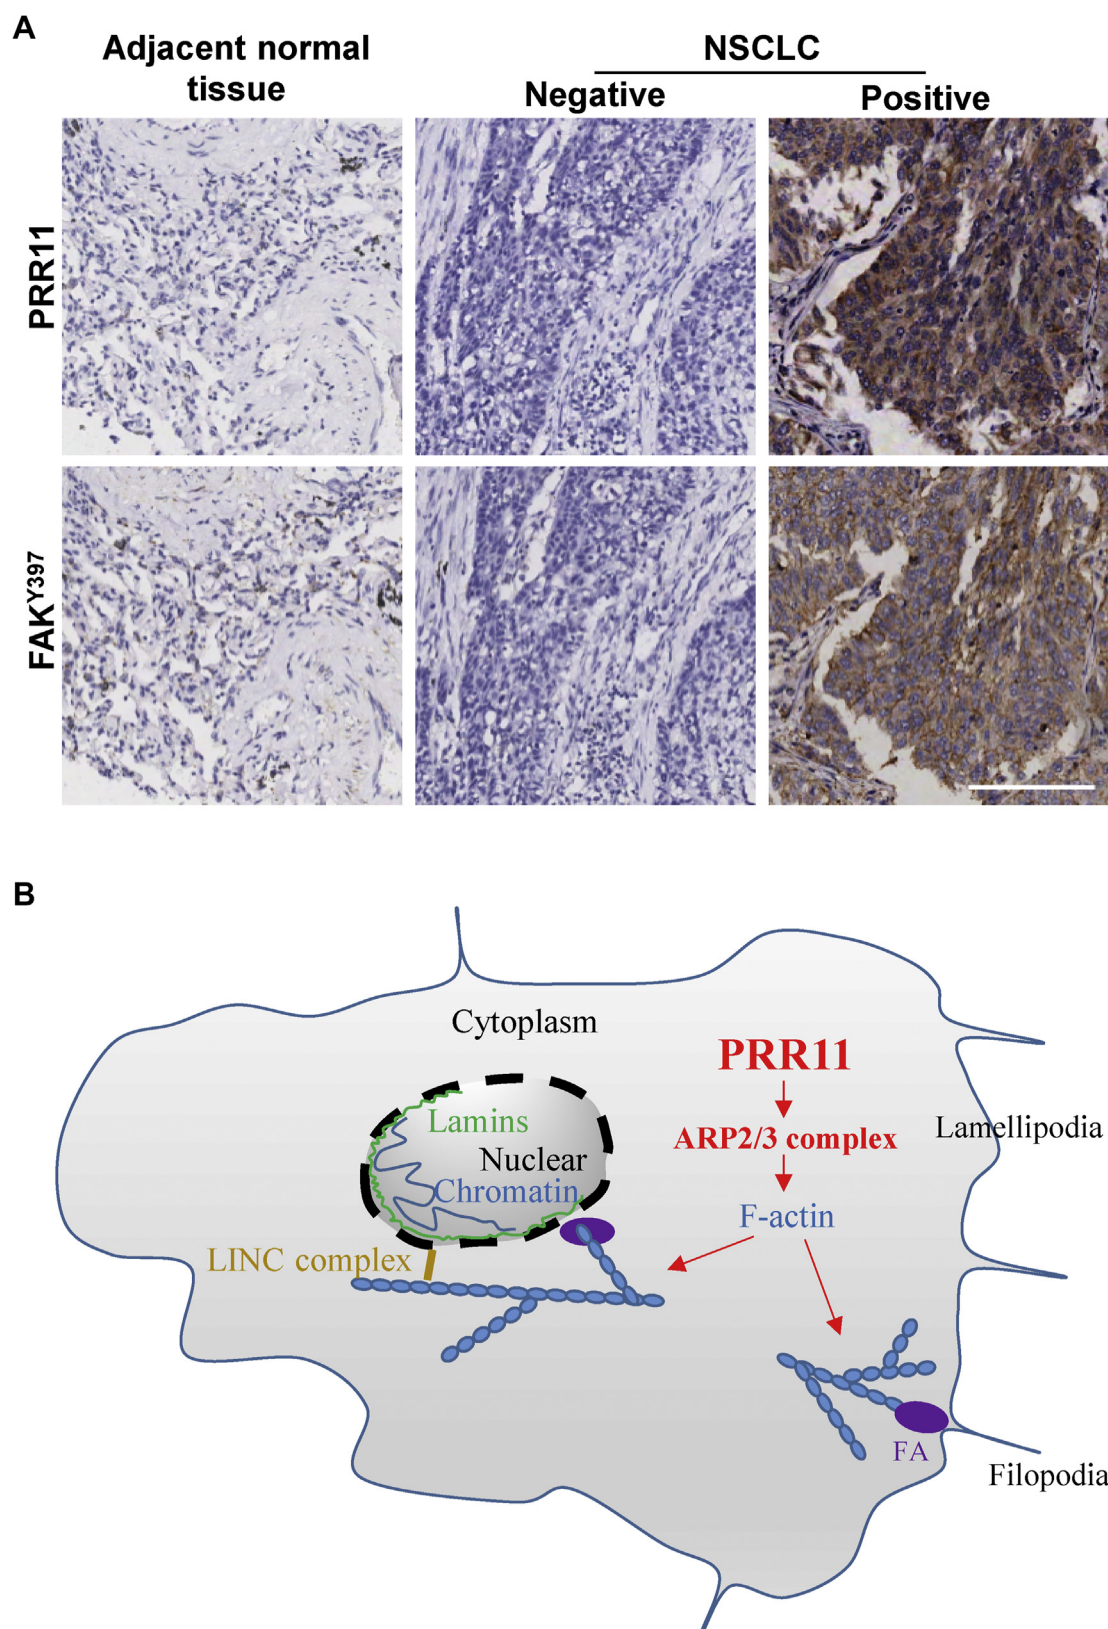 A
Adjacent normal
tissue
NSCLC
Negative
Positive
PRR11
FAKY397
B
Cytoplasm
PRR11
Lamins
ARP2/3 complex
Lamellipodia
Nuclear
Chromatin
F-actin
LINC complex
FA
Filopodia